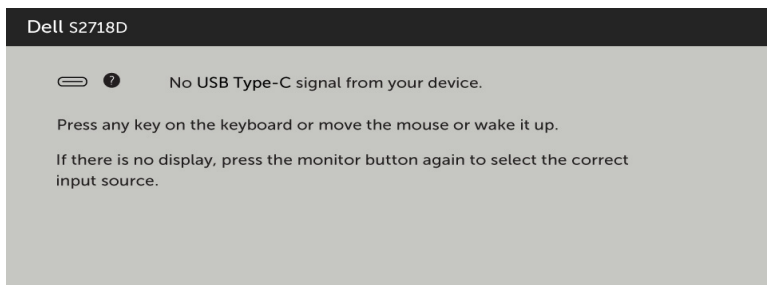 Dell S2718D
? No USB Type-C signal from your device.
Press any key on the keyboard or move the mouse or wake it up.
If there is no display, press the monitor button again to select the correct
input source.